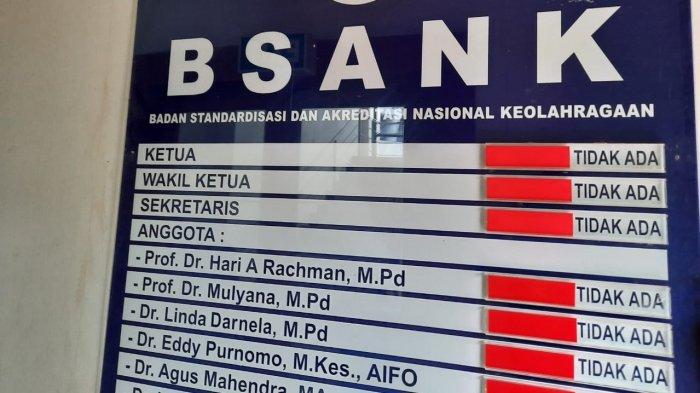 BSANK
BADAN STANDARDISASI DAN AKREDITASI NASIONAL KEOLAHRAGAAN
KETUA TIDAK ADA
WAKIL KETUA TIDAK ADA
SEKRETARIS TIDAK ADA
ANGGOTA :
- Prof. Dr. Hari A Rachman, M.Pd TIDAK ADA
- Prof. Dr. Mulyana, M.Pd TIDAK ADA
- Dr. Linda Darnela, M.Pd TIDAK ADA
- Dr. Eddy Purnomo, M.Kes., AIFO
- Dr. Agus Mahendra,